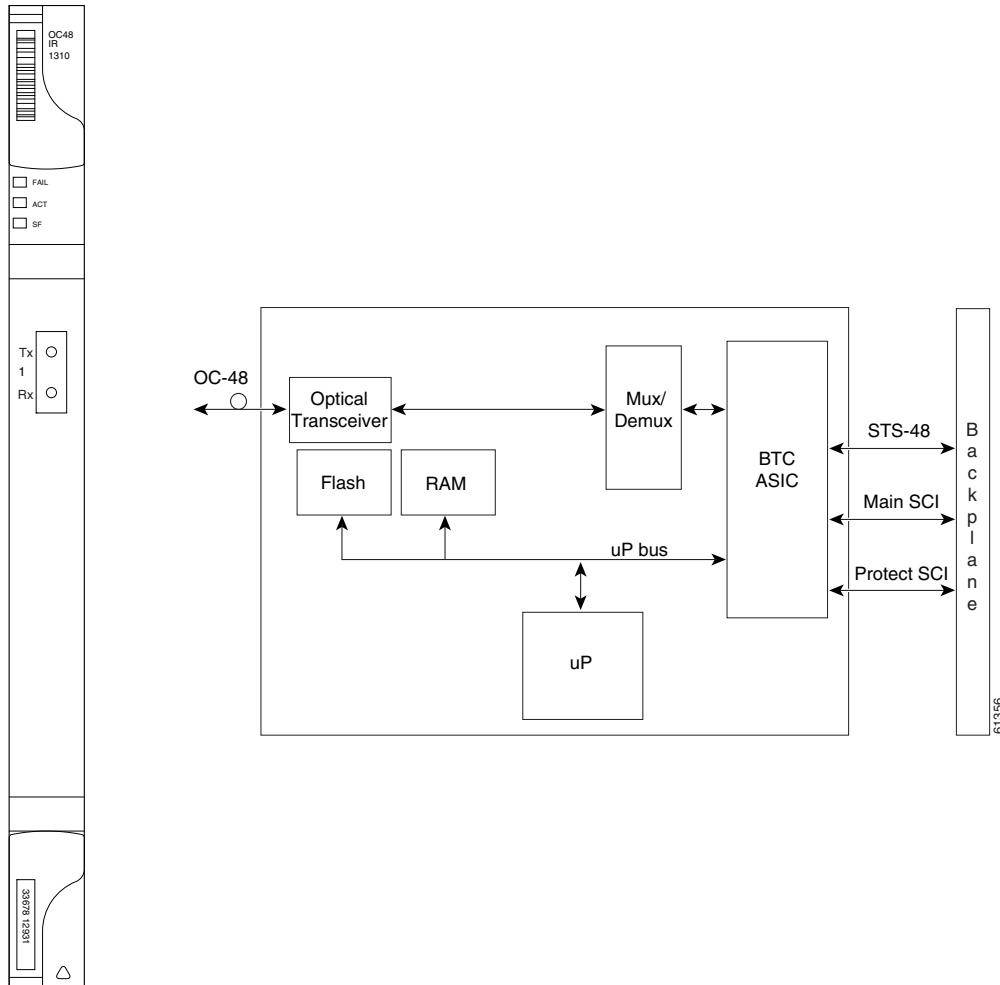 OC48
IR
1310
FAIL
ACT
SF
Tx
1
Rx
33678 12931
OC-48
Optical
Transceiver
Mux/
Demux
Flash
RAM
BTC
ASIC
uP bus
uP
STS-48
Main SCI
Protect SCI
Backplane
61356